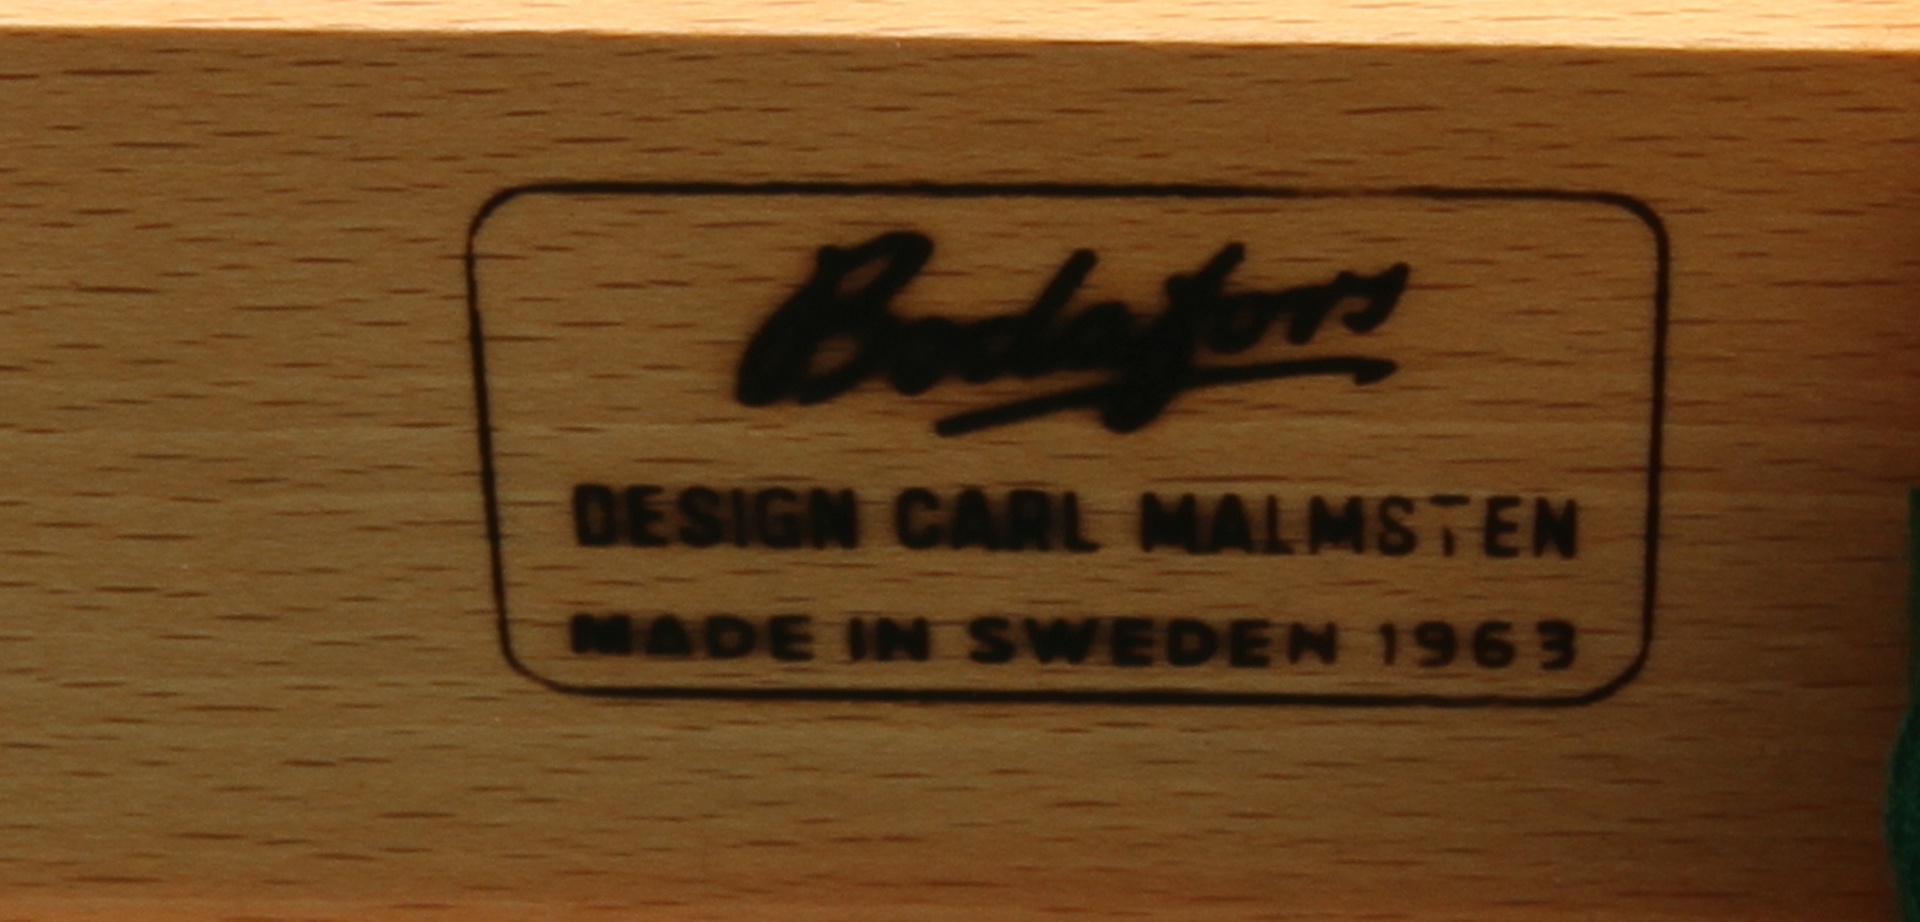 Bodafors
DESIGN CARL MALMSTEN
MADE IN SWEDEN 1963